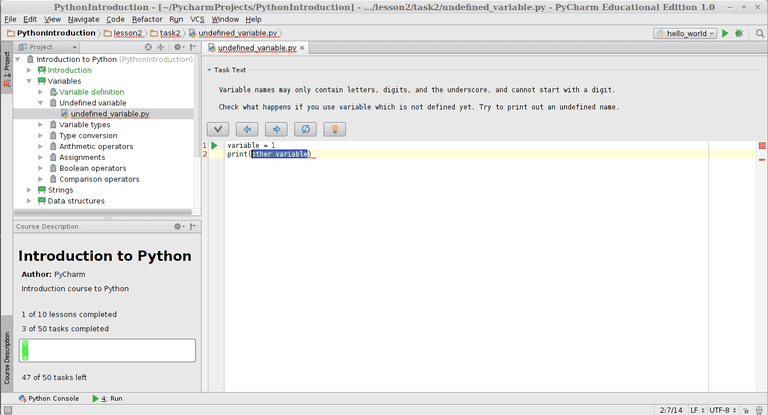 PythonIntroduction - [~/PycharmProjects/PythonIntroduction] - .../lesson2/task2/undefined_variable.py - PyCharm Educational Edition 1.0
File Edit View Navigate Code Refactor Run VCS Window Help
PythonIntroduction lesson2 task2 undefined_variable.py hello_world
1: Project
Project
undefined_variable.py ×
Introduction to Python (PythonIntroduction)
Introduction
Variables
Variable definition
Undefined variable
undefined_variable.py
Variable types
Type conversion
Arithmetic operators
Assignments
Boolean operators
Comparison operators
Strings
Data structures
Task Text
Variable names may only contain letters, digits, and the underscore, and cannot start with a digit.
Check what happens if you use variable which is not defined yet. Try to print out an undefined name.
1 variable = 1
2 print(other variable)
Course Description
Course Description
Introduction to Python
Author: PyCharm
Introduction course to Python
1 of 10 lessons completed
3 of 50 tasks completed
47 of 50 tasks left
Python Console 4: Run
2:7/14 LF UTF-8